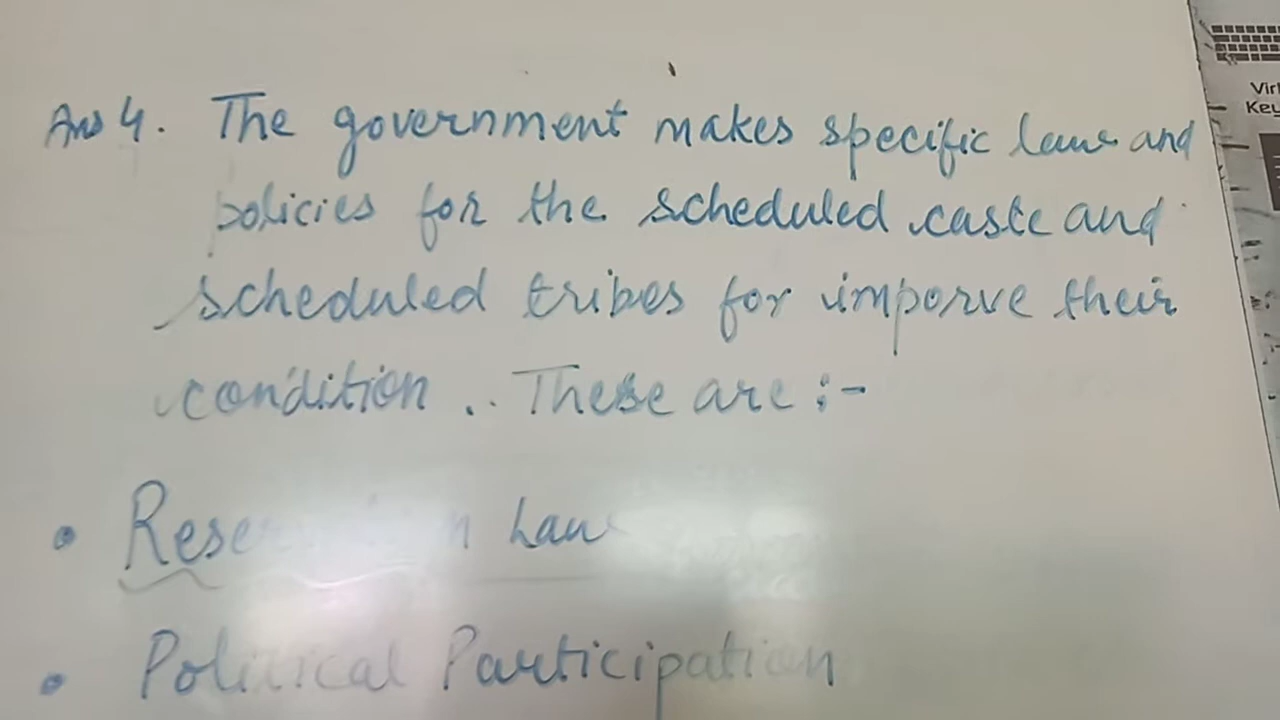 Ans 4. The government makes specific laws and
policies for the scheduled caste and
scheduled tribes for imporve their
condition .. These are :-
• Law
• Political Participation